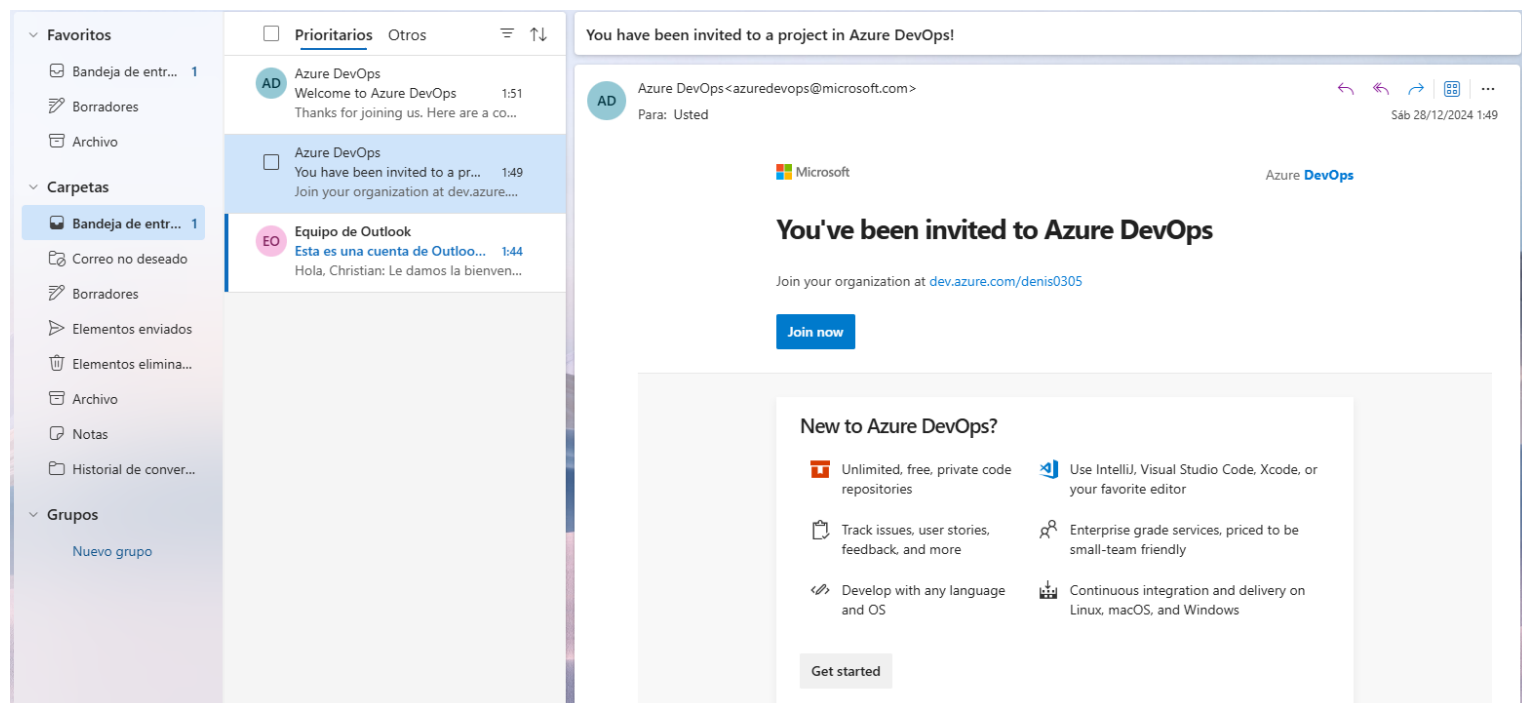 Favoritos
Bandeja de entr... 1
Borradores
Archivo
Carpetas
Bandeja de entr... 1
Correo no deseado
Borradores
Elementos enviados
Elementos elimina...
Archivo
Notas
Historial de conver...
Grupos
Nuevo grupo
Prioritarios Otros
AD
Azure DevOps
Welcome to Azure DevOps 1:51
Thanks for joining us. Here are a co...
Azure DevOps
You have been invited to a pr... 1:49
Join your organization at dev.azure....
EO
Equipo de Outlook
Esta es una cuenta de Outloo... 1:44
Hola, Christian: Le damos la bienven...
You have been invited to a project in Azure DevOps!
AD
Azure DevOps<azuredevops@microsoft.com>
Para: Usted
Sáb 28/12/2024 1:49
Microsoft
Azure DevOps
You've been invited to Azure DevOps
Join your organization at dev.azure.com/denis0305
Join now
New to Azure DevOps?
Unlimited, free, private code
repositories
Use IntelliJ, Visual Studio Code, Xcode, or
your favorite editor
Track issues, user stories,
feedback, and more
Enterprise grade services, priced to be
small-team friendly
Develop with any language
and OS
Continuous integration and delivery on
Linux, macOS, and Windows
Get started